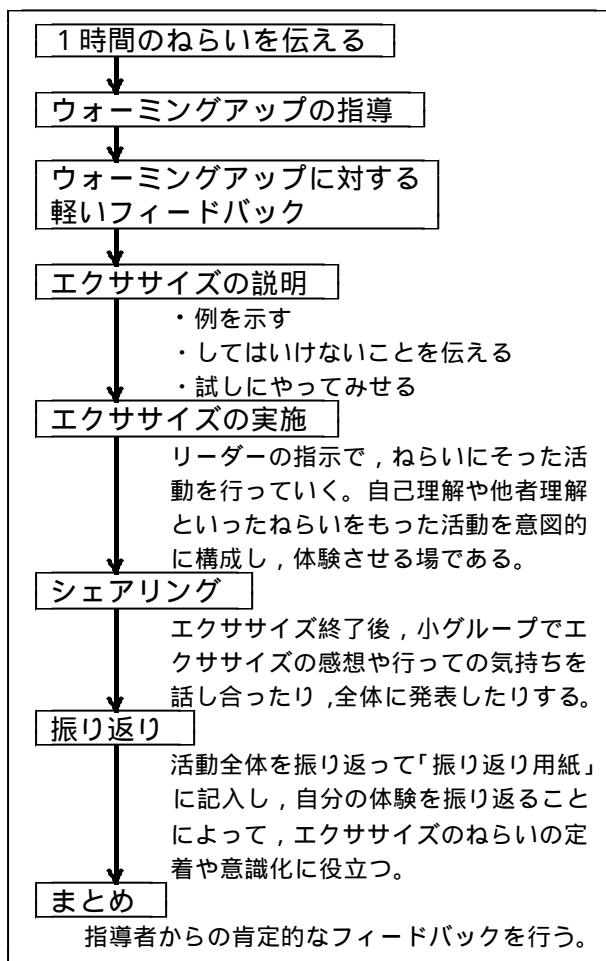 １時間のねらいを伝える
ウォーミングアップの指導
ウォーミングアップに対する
軽いフィードバック
エクササイズの説明
・例を示す
・してはいけないことを伝える
・試しにやってみせる
エクササイズの実施
リーダーの指示で，ねらいにそった活
動を行っていく。自己理解や他者理解
といったねらいをもった活動を意図的
に構成し，体験させる場である。
シェアリング
エクササイズ終了後，小グループでエ
クササイズの感想や行っての気持ちを
話し合ったり，全体に発表したりする。
振り返り
活動全体を振り返って「振り返り用紙」
に記入し，自分の体験を振り返ること
によって，エクササイズのねらいの定
着や意識化に役立つ。
まとめ
指導者からの肯定的なフィードバックを行う。